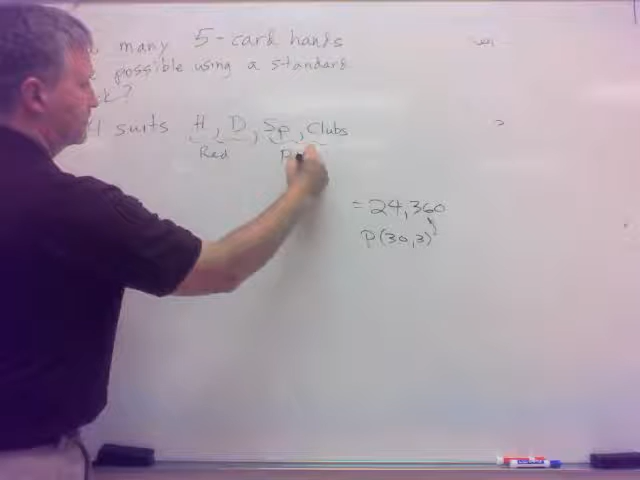 many 5-card hands
possible using a standard
?
4 suits H, D, Sp, Clubs
Red
= 24,360
P(30,3)